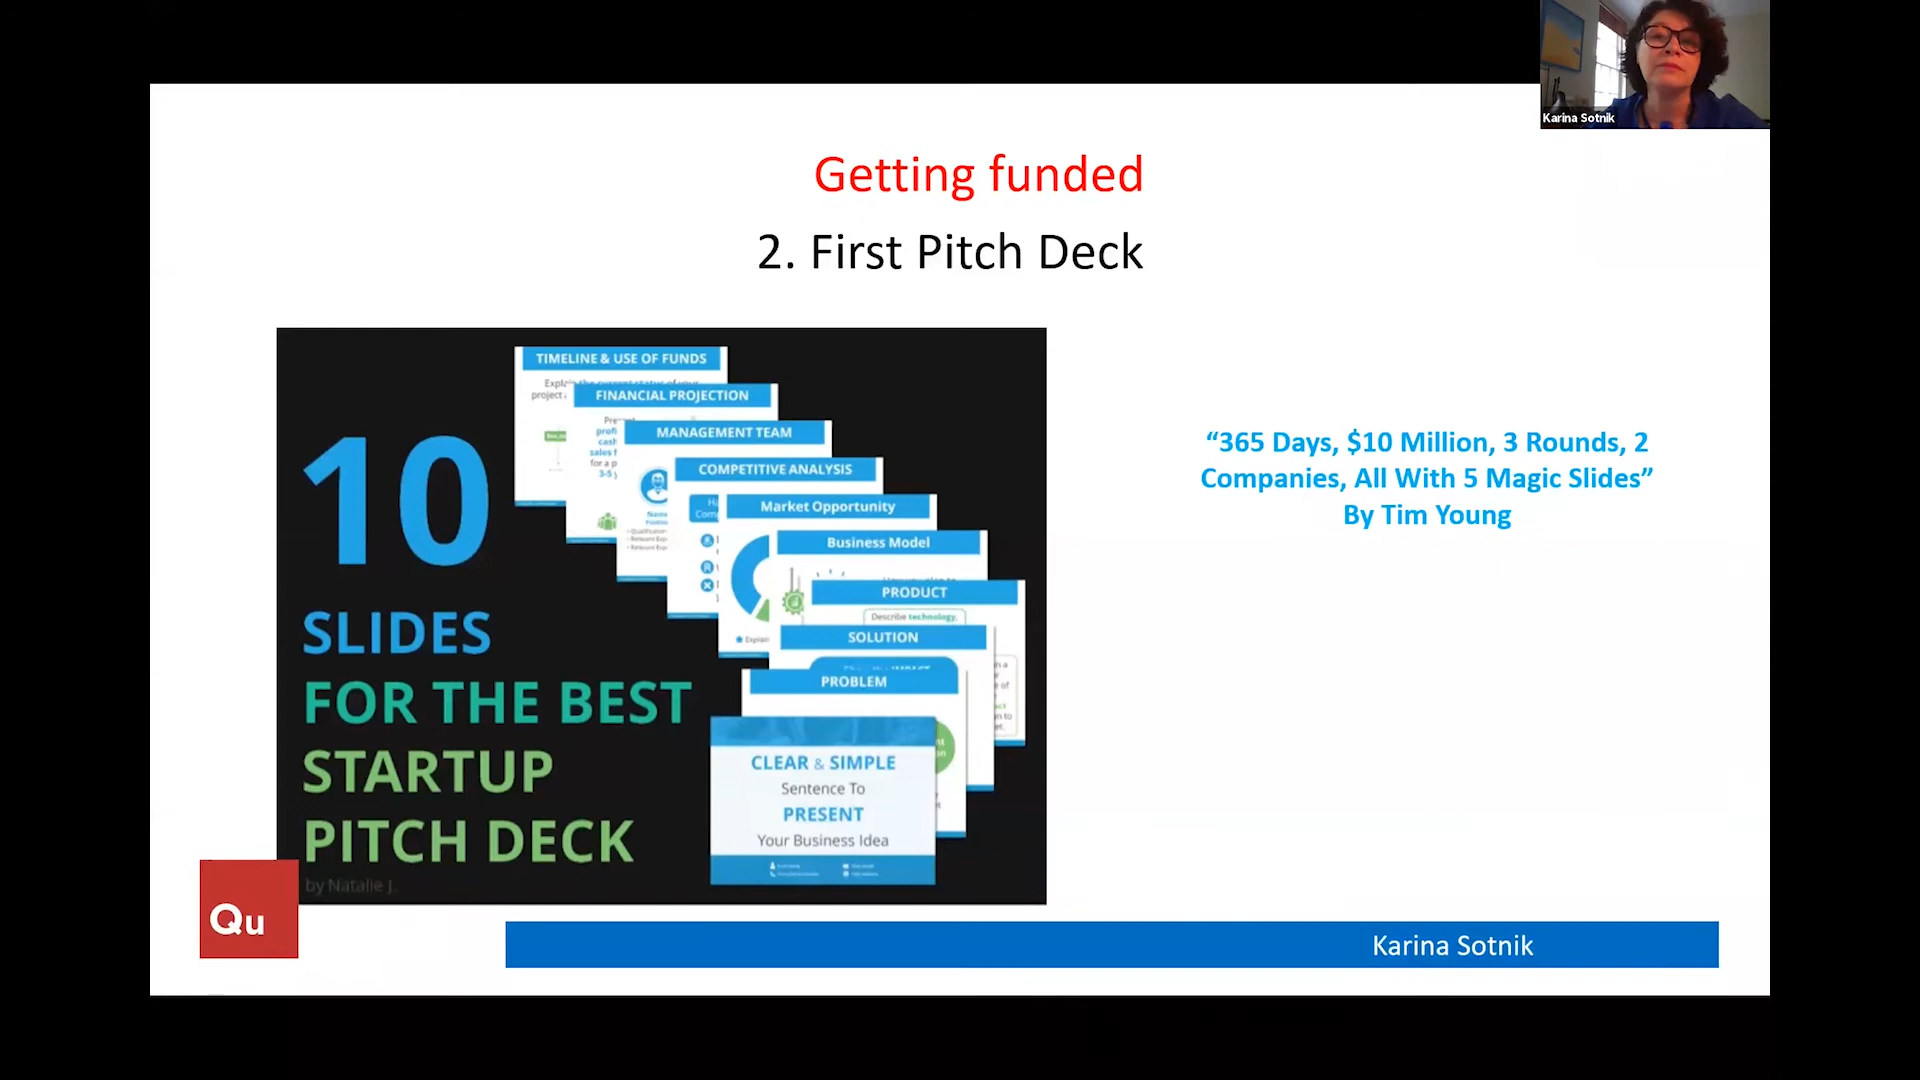 Karina Sotnik
Getting funded
2. First Pitch Deck
10
SLIDES
FOR THE BEST
STARTUP
PITCH DECK
by Natalie J.
TIMELINE & USE OF FUNDS
FINANCIAL PROJECTION
MANAGEMENT TEAM
COMPETITIVE ANALYSIS
Market Opportunity
Business Model
PRODUCT
Describe technology,
SOLUTION
PROBLEM
CLEAR & SIMPLE
Sentence To
PRESENT
Your Business Idea
“365 Days, $10 Million, 3 Rounds, 2
Companies, All With 5 Magic Slides”
By Tim Young
Qu
Karina Sotnik